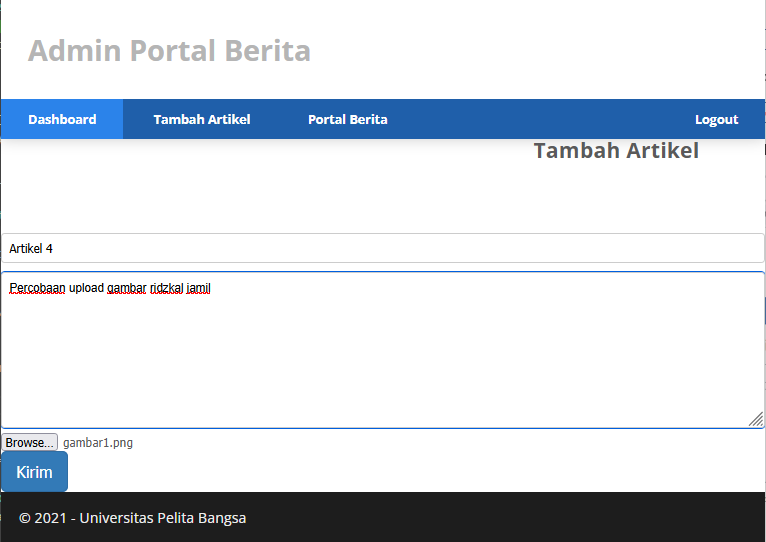 Admin Portal Berita
Dashboard Tambah Artikel Portal Berita Logout
Tambah Artikel
Artikel 4
Percobaan upload gambar ridzkal jamil
Browse... gambar1.png
Kirim
© 2021 - Universitas Pelita Bangsa